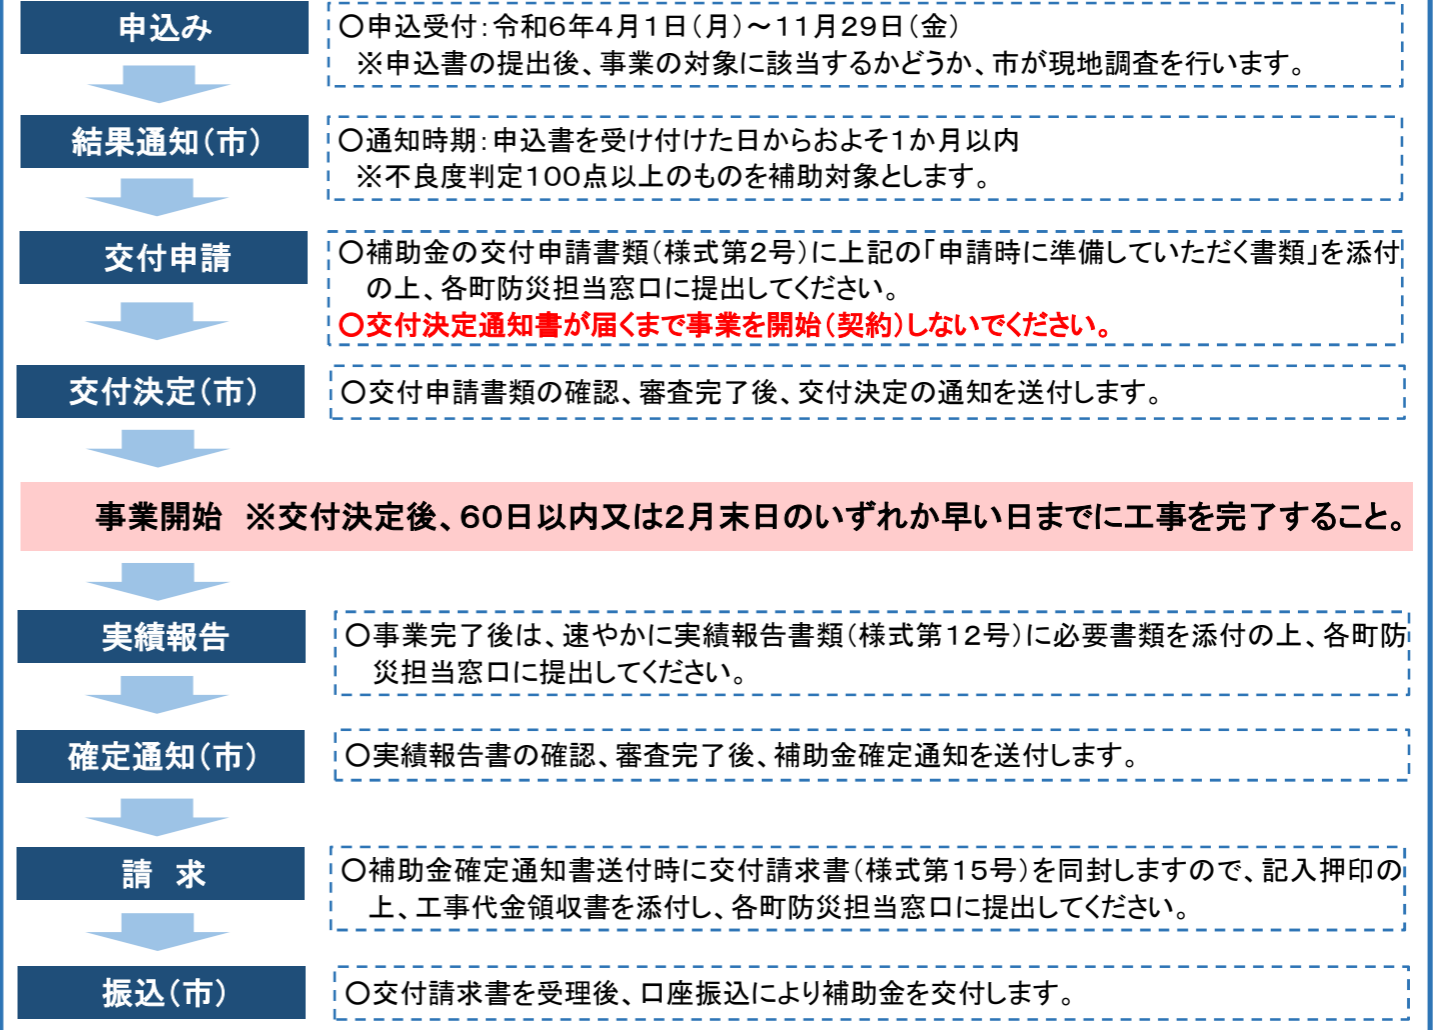 申込み
〇申込受付：令和6年4月1日（月）～11月29日（金）
※申込書の提出後、事業の対象に該当するかどうか、市が現地調査を行います。
結果通知（市）
〇通知時期：申込書を受け付けた日からおよそ1か月以内
※不良度判定100点以上のものを補助対象とします。
交付申請
〇補助金の交付申請書類（様式第2号）に上記の「申請時に準備していただく書類」を添付
の上、各町防災担当窓口に提出してください。
〇交付決定通知書が届くまで事業を開始（契約）しないでください。
交付決定（市）
〇交付申請書類の確認、審査完了後、交付決定の通知を送付します。
事業開始　※交付決定後、60日以内又は2月末日のいずれか早い日までに工事を完了すること。
実績報告
〇事業完了後は、速やかに実績報告書類（様式第12号）に必要書類を添付の上、各町防
災担当窓口に提出してください。
確定通知（市）
〇実績報告書の確認、審査完了後、補助金確定通知を送付します。
請　求
〇補助金確定通知書送付時に交付請求書（様式第15号）を同封しますので、記入押印の
上、工事代金領収書を添付し、各町防災担当窓口に提出してください。
振込（市）
〇交付請求書を受理後、口座振込により補助金を交付します。